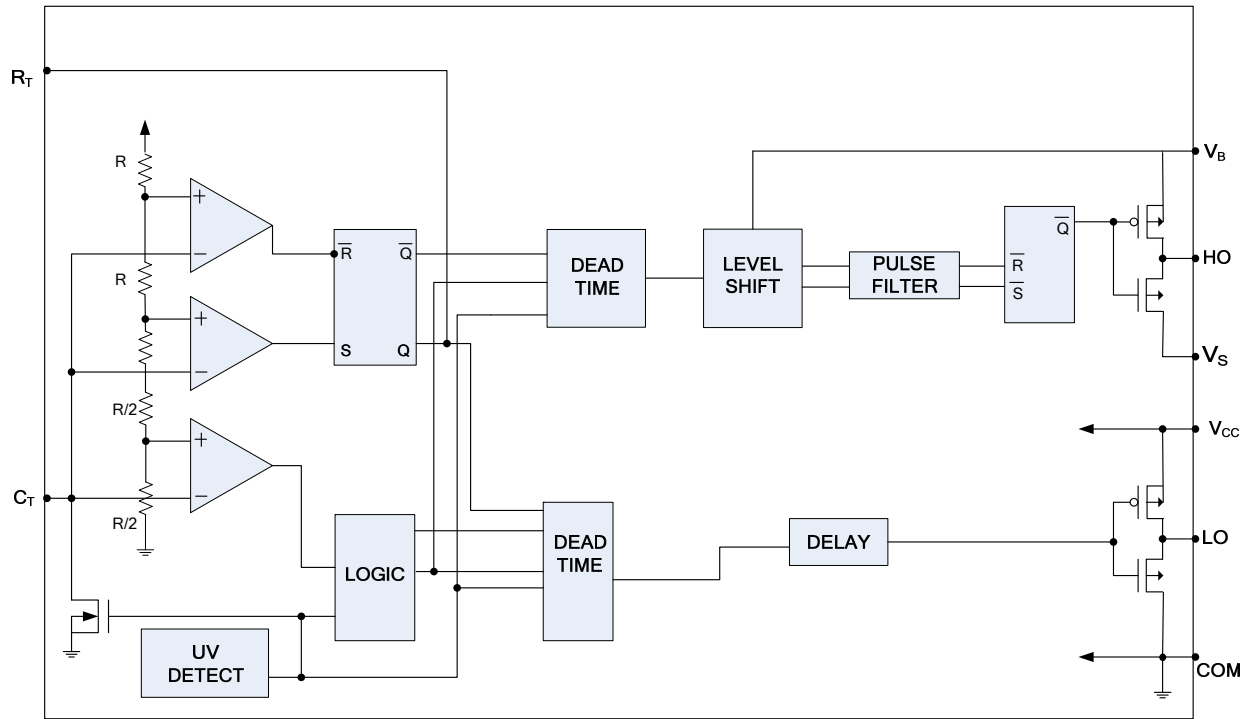 R_T
R
+
−
R
+
−
R/2
+
−
R/2
C_T
R̅
Q̅
S
Q
DEAD
TIME
LEVEL
SHIFT
PULSE
FILTER
Q̅
R̅
S̅
V_B
HO
V_S
V_CC
LO
COM
LOGIC
DEAD
TIME
DELAY
UV
DETECT